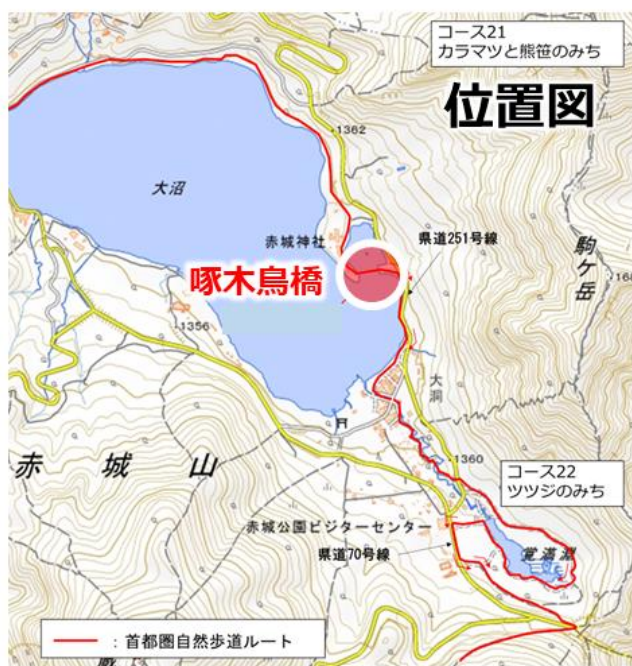 コース21
カラマツと熊笹のみち
位置図
1362
大沼
赤城神社
県道251号線
駒ケ岳
啄木鳥橋
1356
大洞
赤城山
1360
コース22
ツツジのみち
赤城公園ビジターセンター
覚満淵
県道70号線
：首都圏自然歩道ルート